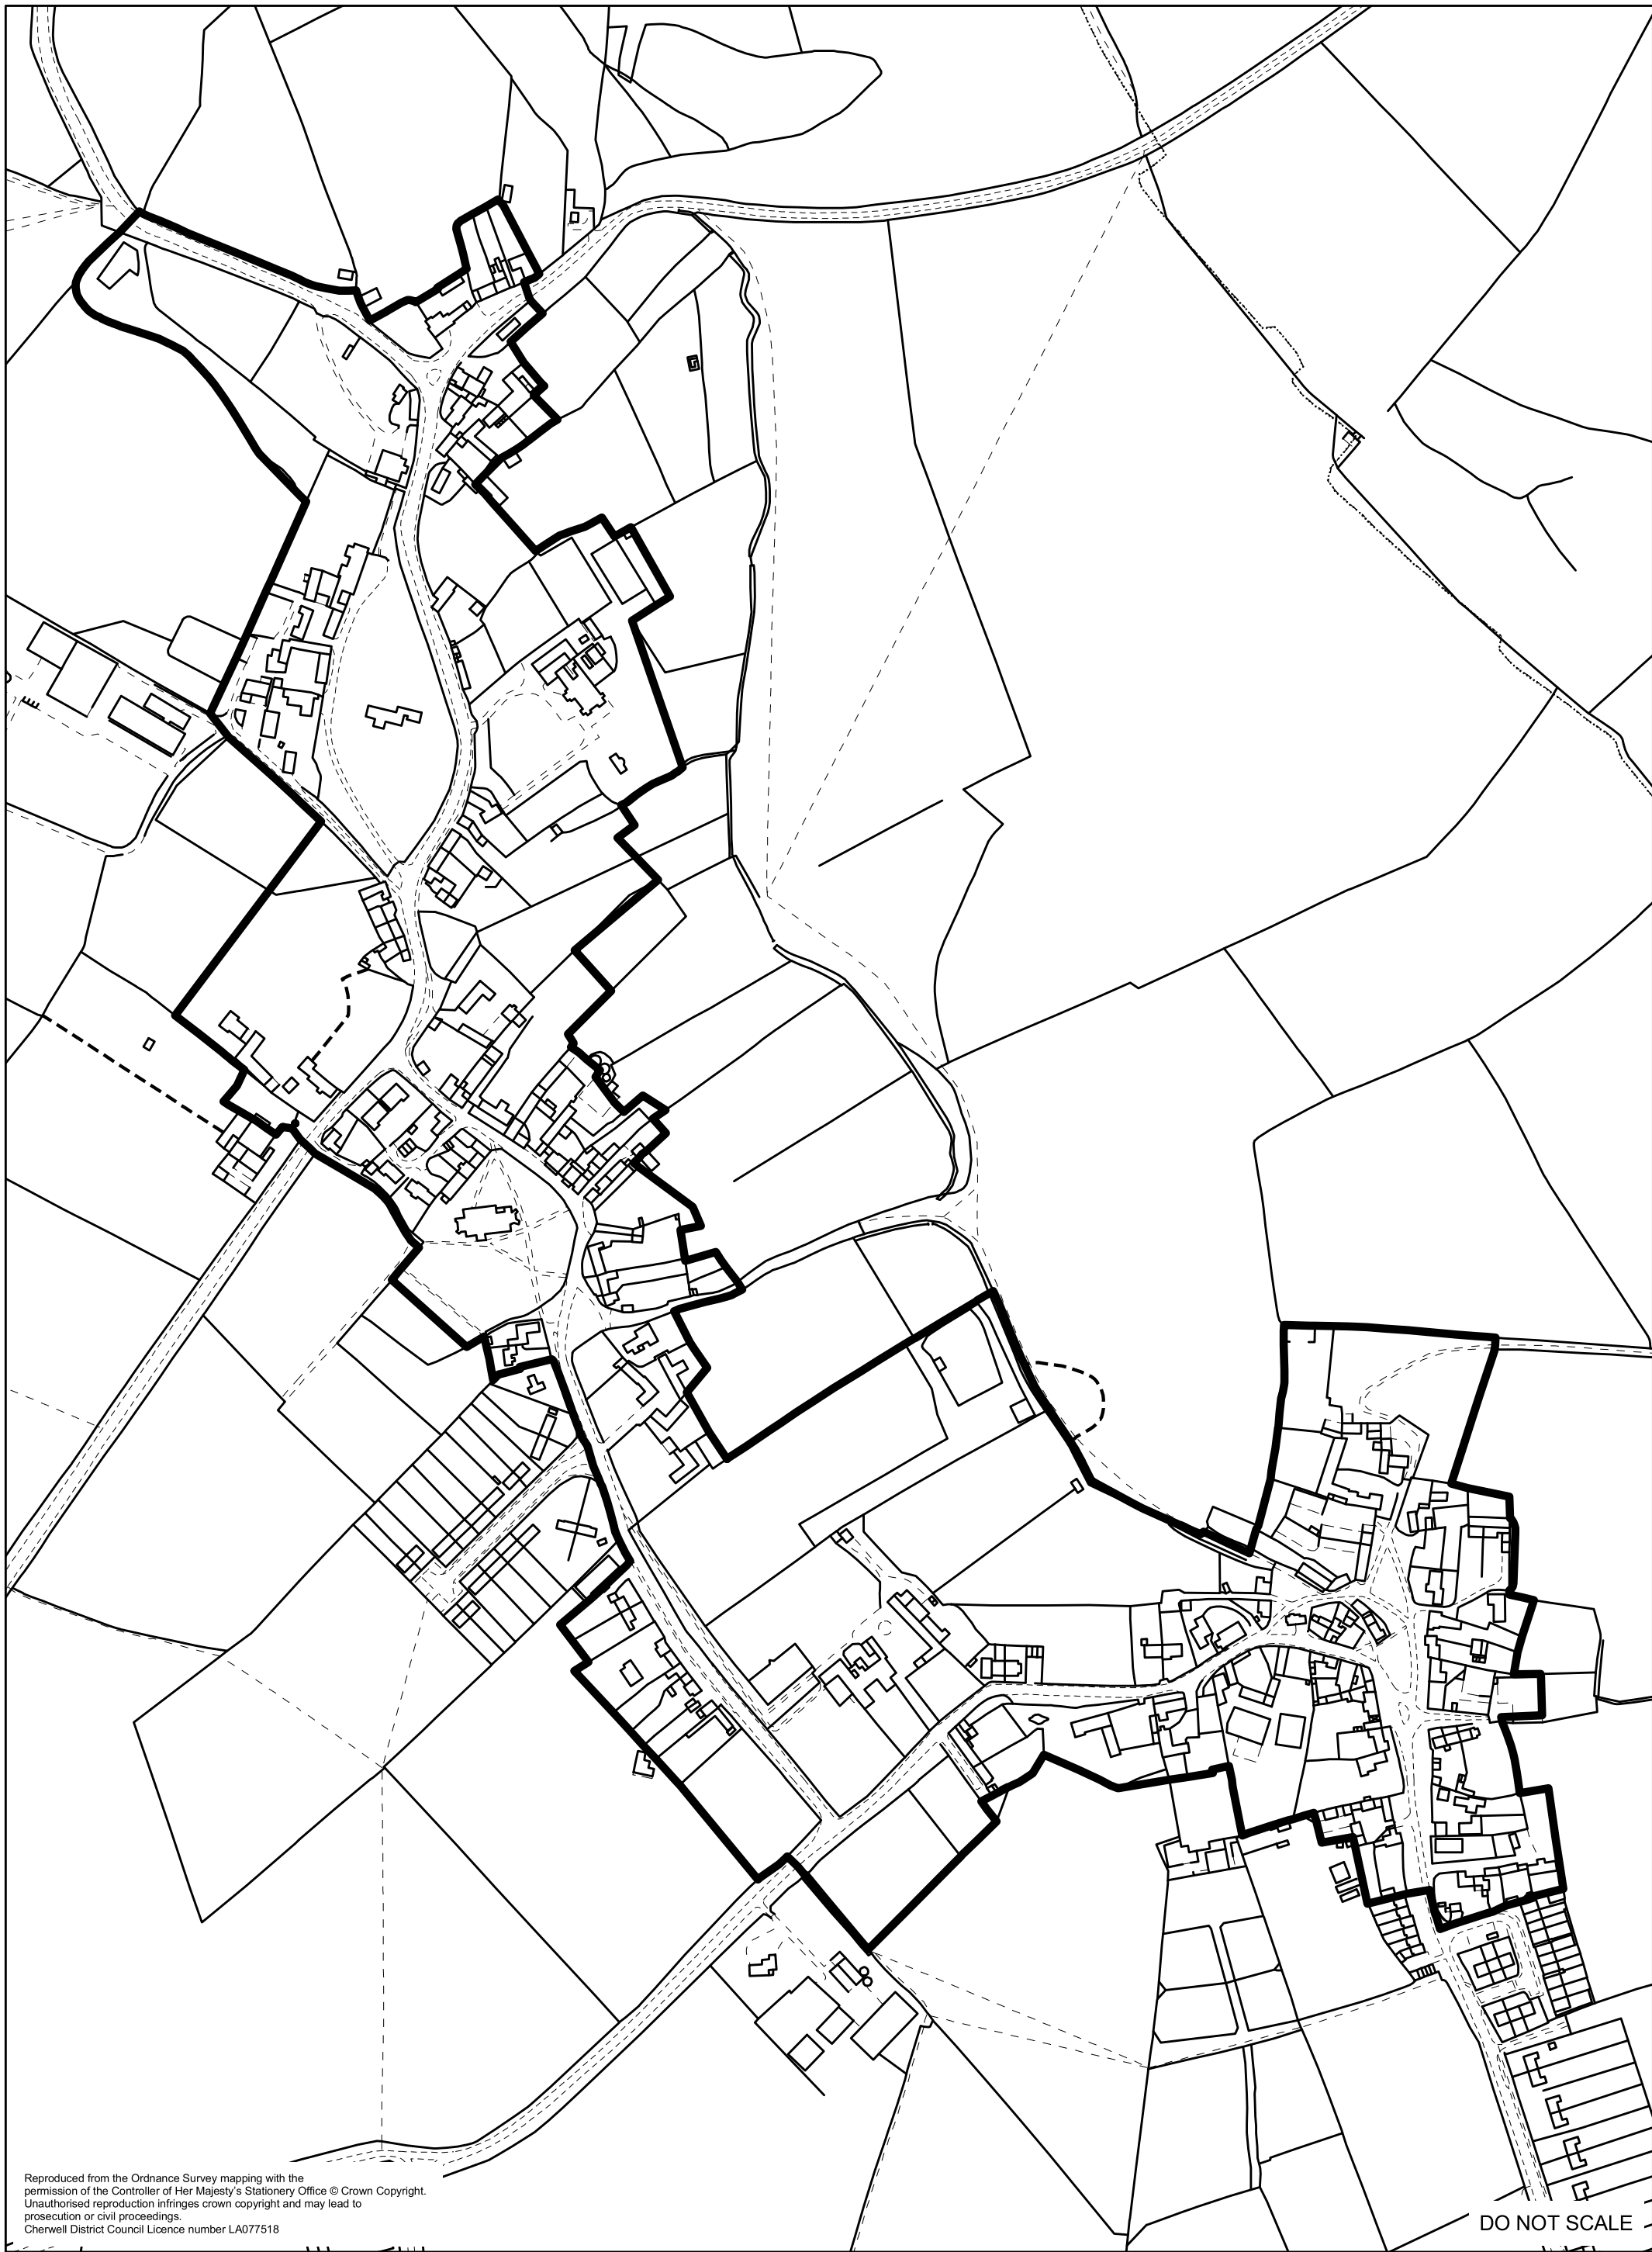 Reproduced from the Ordnance Survey mapping with the
permission of the Controller of Her Majesty's Stationery Office © Crown Copyright.
Unauthorised reproduction infringes crown copyright and may lead to
prosecution or civil proceedings.
Cherwell District Council Licence number LA077518
DO NOT SCALE